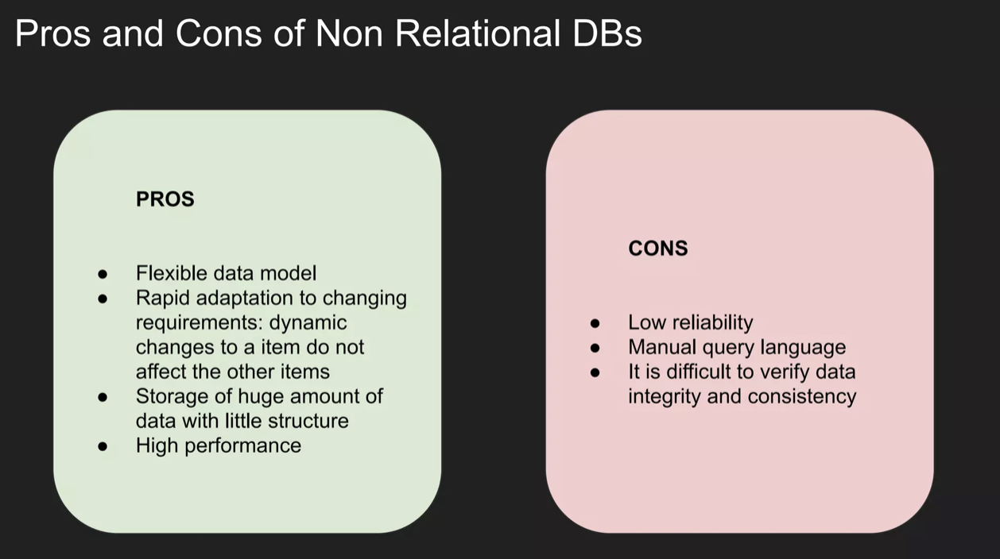 Pros and Cons of Non Relational DBs
PROS
● Flexible data model
● Rapid adaptation to changing
requirements: dynamic
changes to a item do not
affect the other items
● Storage of huge amount of
data with little structure
● High performance
CONS
● Low reliability
● Manual query language
● It is difficult to verify data
integrity and consistency